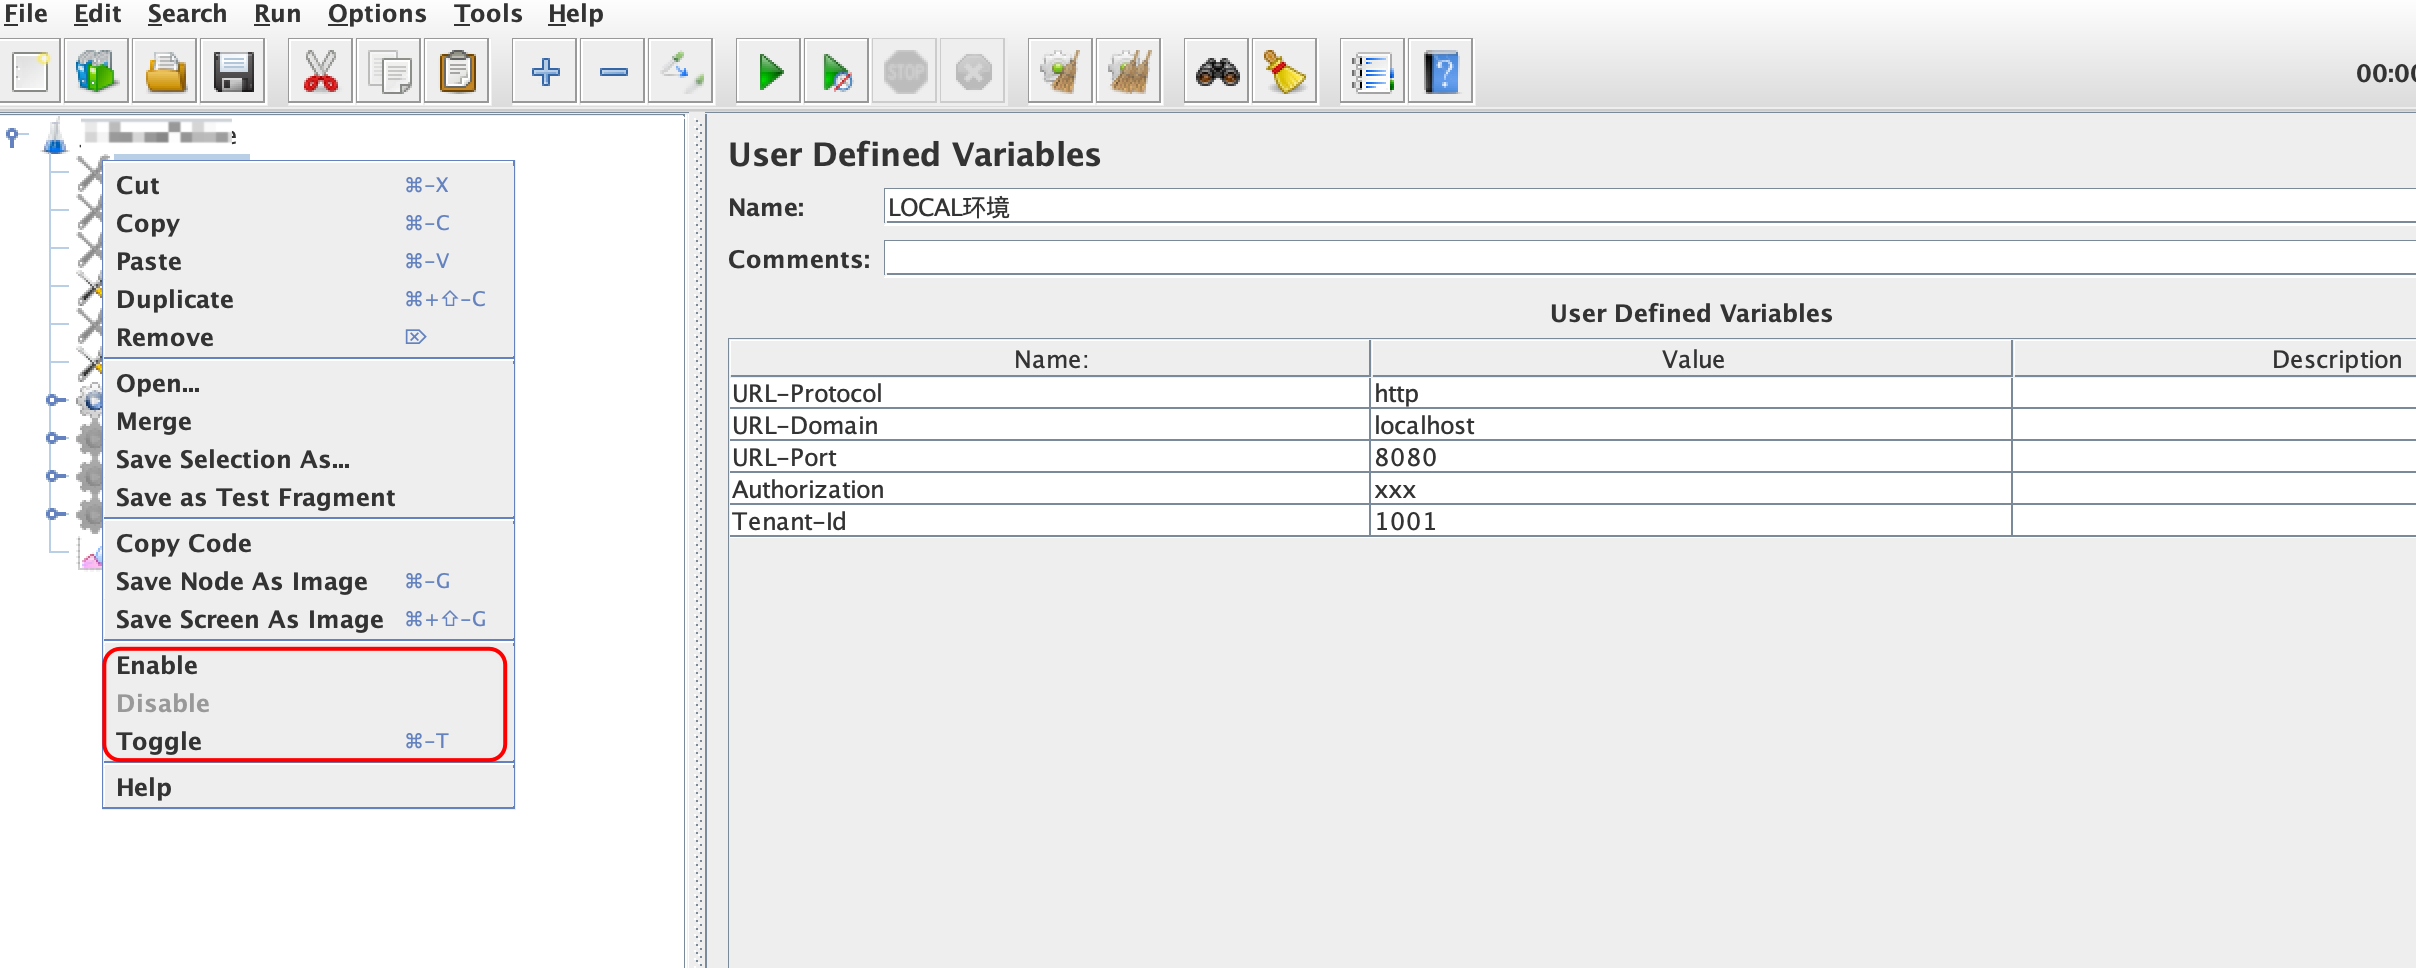 File Edit Search Run Options Tools Help
STOP
00:00
User Defined Variables
Name: LOCAL环境
Comments:
User Defined Variables
Name: Value Description
URL-Protocol http
URL-Domain localhost
URL-Port 8080
Authorization xxx
Tenant-Id 1001
Cut ⌘-X
Copy ⌘-C
Paste ⌘-V
Duplicate ⌘+⇧-C
Remove ⌦
Open...
Merge
Save Selection As...
Save as Test Fragment
Copy Code
Save Node As Image ⌘-G
Save Screen As Image ⌘+⇧-G
Enable
Disable
Toggle ⌘-T
Help